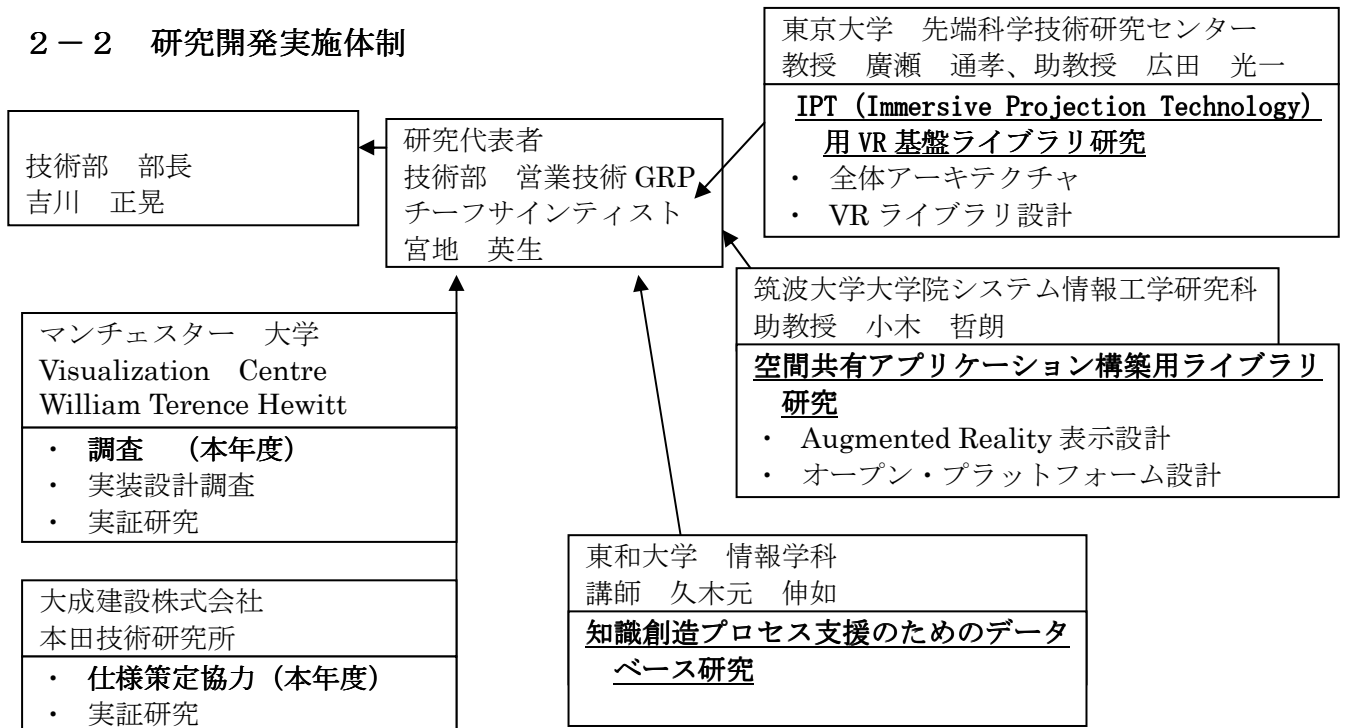 2-2 研究開発実施体制
東京大学 先端科学技術研究センター
教授 廣瀬 通孝、助教授 広田 光一
IPT (Immersive Projection Technology)
用 VR 基盤ライブラリ研究
・ 全体アーキテクチャ
・ VR ライブラリ設計
技術部 部長
吉川 正晃
研究代表者
技術部 営業技術 GRP
チーフサインティスト
宮地 英生
筑波大学大学院システム情報工学研究科
助教授 小木 哲朗
空間共有アプリケーション構築用ライブラリ
研究
・ Augmented Reality 表示設計
・ オープン・プラットフォーム設計
マンチェスター 大学
Visualization Centre
William Terence Hewitt
・ 調査 (本年度)
・ 実装設計調査
・ 実証研究
東和大学 情報学科
講師 久木元 伸如
知識創造プロセス支援のためのデータ
ベース研究
大成建設株式会社
本田技術研究所
・ 仕様策定協力(本年度)
・ 実証研究